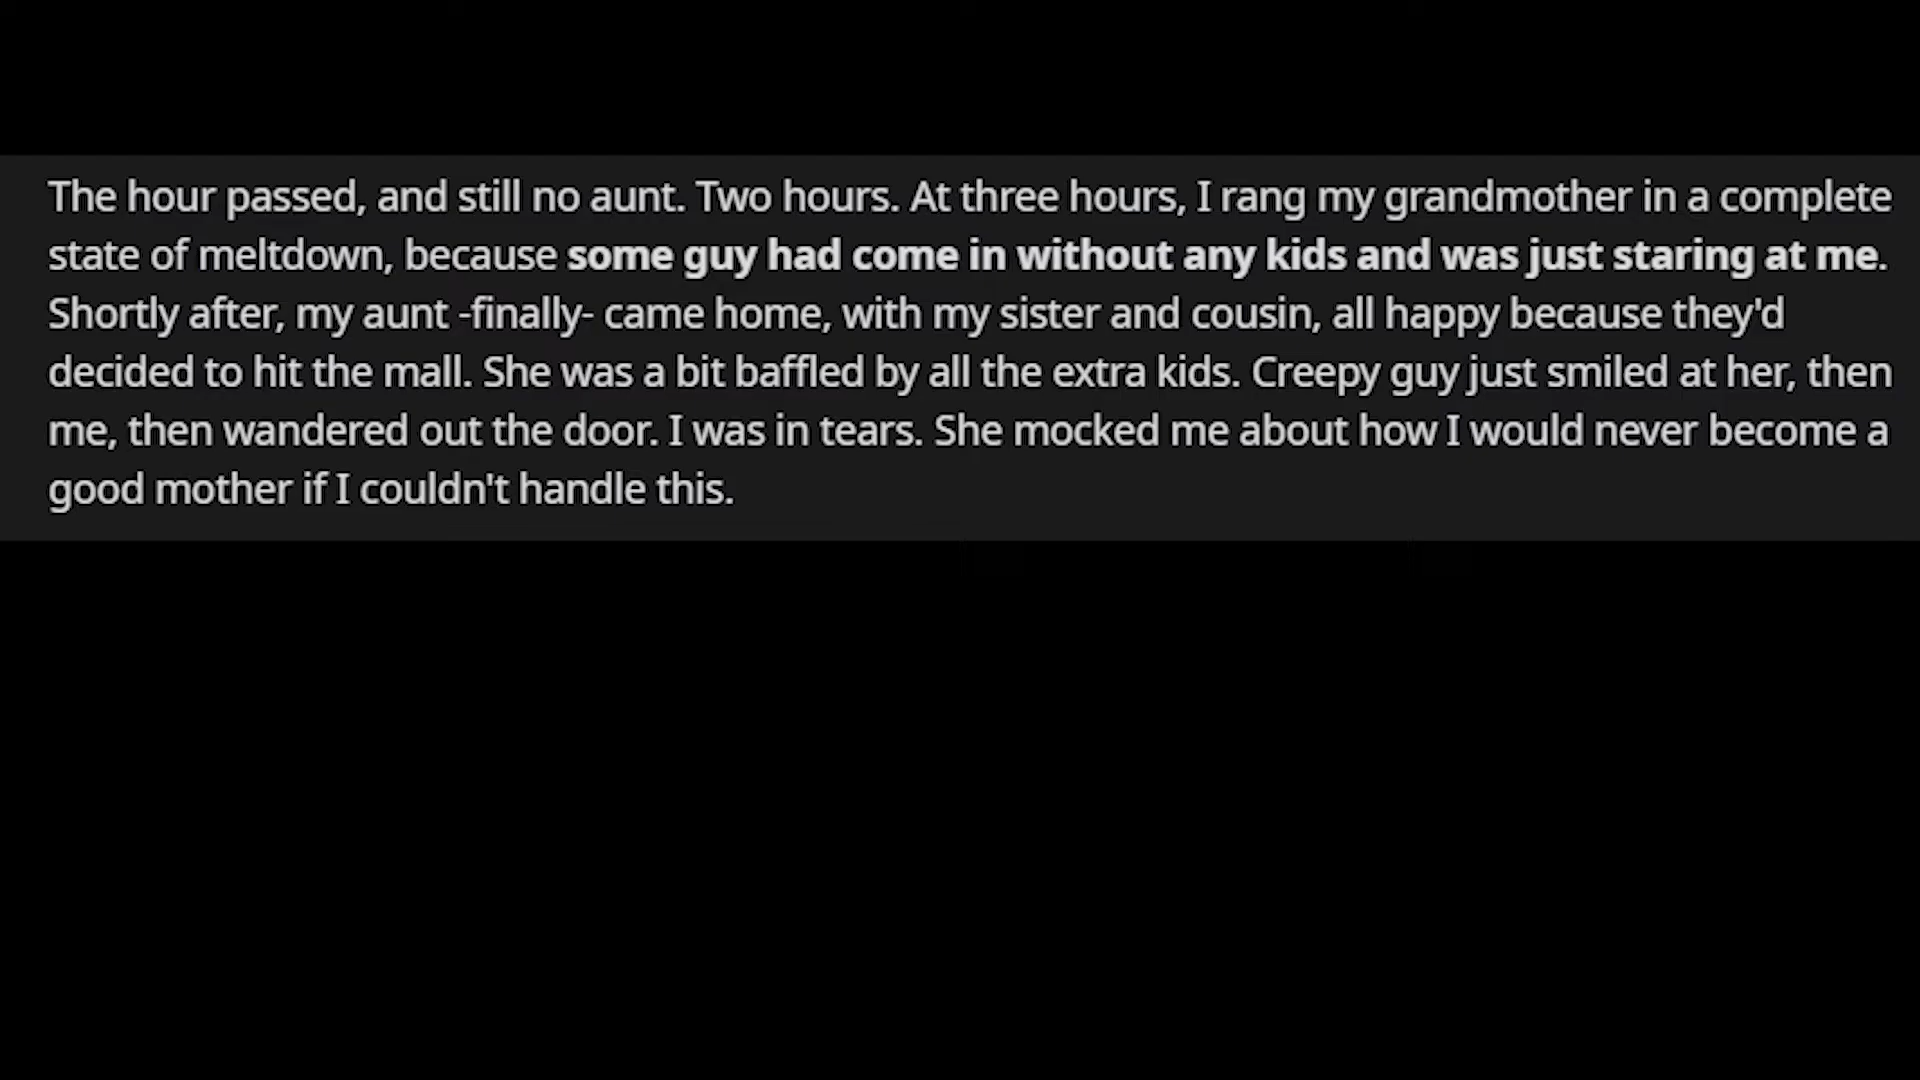 The hour passed, and still no aunt. Two hours. At three hours, I rang my grandmother in a complete
state of meltdown, because some guy had come in without any kids and was just staring at me.
Shortly after, my aunt -finally- came home, with my sister and cousin, all happy because they'd
decided to hit the mall. She was a bit baffled by all the extra kids. Creepy guy just smiled at her, then
me, then wandered out the door. I was in tears. She mocked me about how I would never become a
good mother if I couldn't handle this.